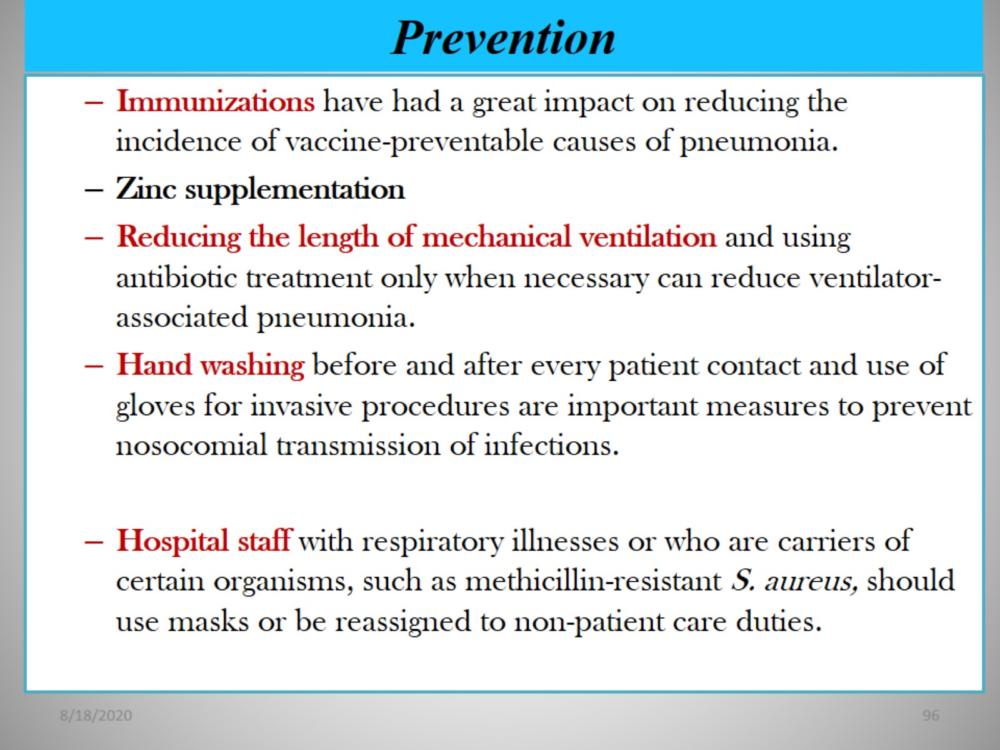 Prevention
– Immunizations have had a great impact on reducing the
incidence of vaccine-preventable causes of pneumonia.
– Zinc supplementation
– Reducing the length of mechanical ventilation and using
antibiotic treatment only when necessary can reduce ventilator-
associated pneumonia.
– Hand washing before and after every patient contact and use of
gloves for invasive procedures are important measures to prevent
nosocomial transmission of infections.
– Hospital staff with respiratory illnesses or who are carriers of
certain organisms, such as methicillin-resistant S. aureus, should
use masks or be reassigned to non-patient care duties.
8/18/2020
96